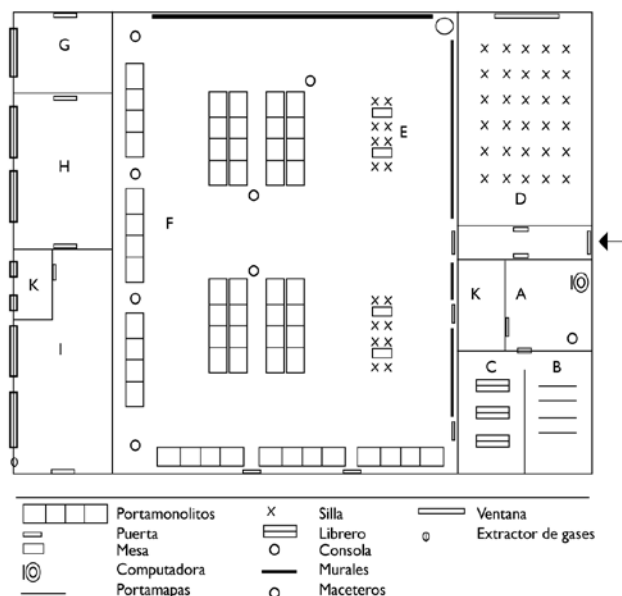 G
H
E
F
D
K
K
A
I
C
B
Portamonolitos
Silla
Ventana
Puerta
Librero
Extractor de gases
Mesa
Consola
Computadora
Murales
Portamapas
Maceteros